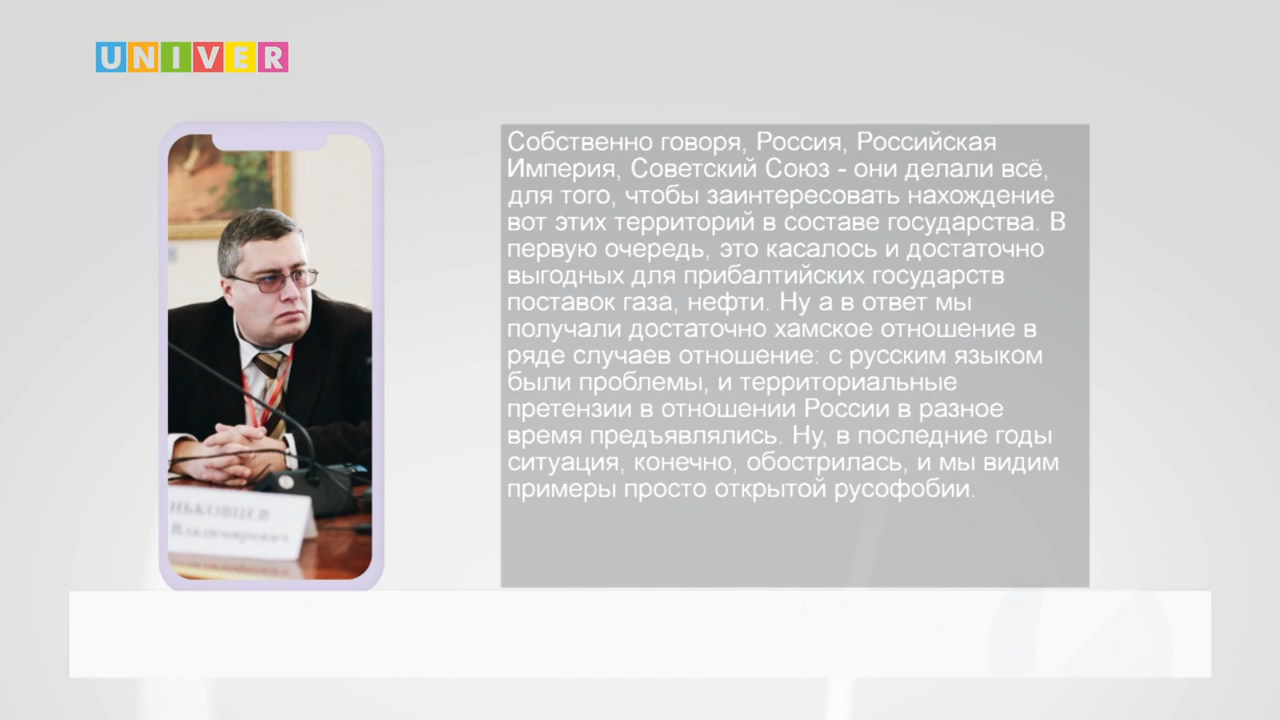 UNIVER
Собственно говоря, Россия, Российская
Империя, Советский Союз - они делали всё,
для того, чтобы заинтересовать нахождение
вот этих территорий в составе государства. В
первую очередь, это касалось и достаточно
выгодных для прибалтийских государств
поставок газа, нефти. Ну а в ответ мы
получали достаточно хамское отношение в
ряде случаев отношение: с русским языком
были проблемы, и территориальные
претензии в отношении России в разное
время предъявлялись. Ну, в последние годы
ситуация, конечно, обострилась, и мы видим
примеры просто открытой русофобии.
НЬКОВЦЕВ
Владимирович